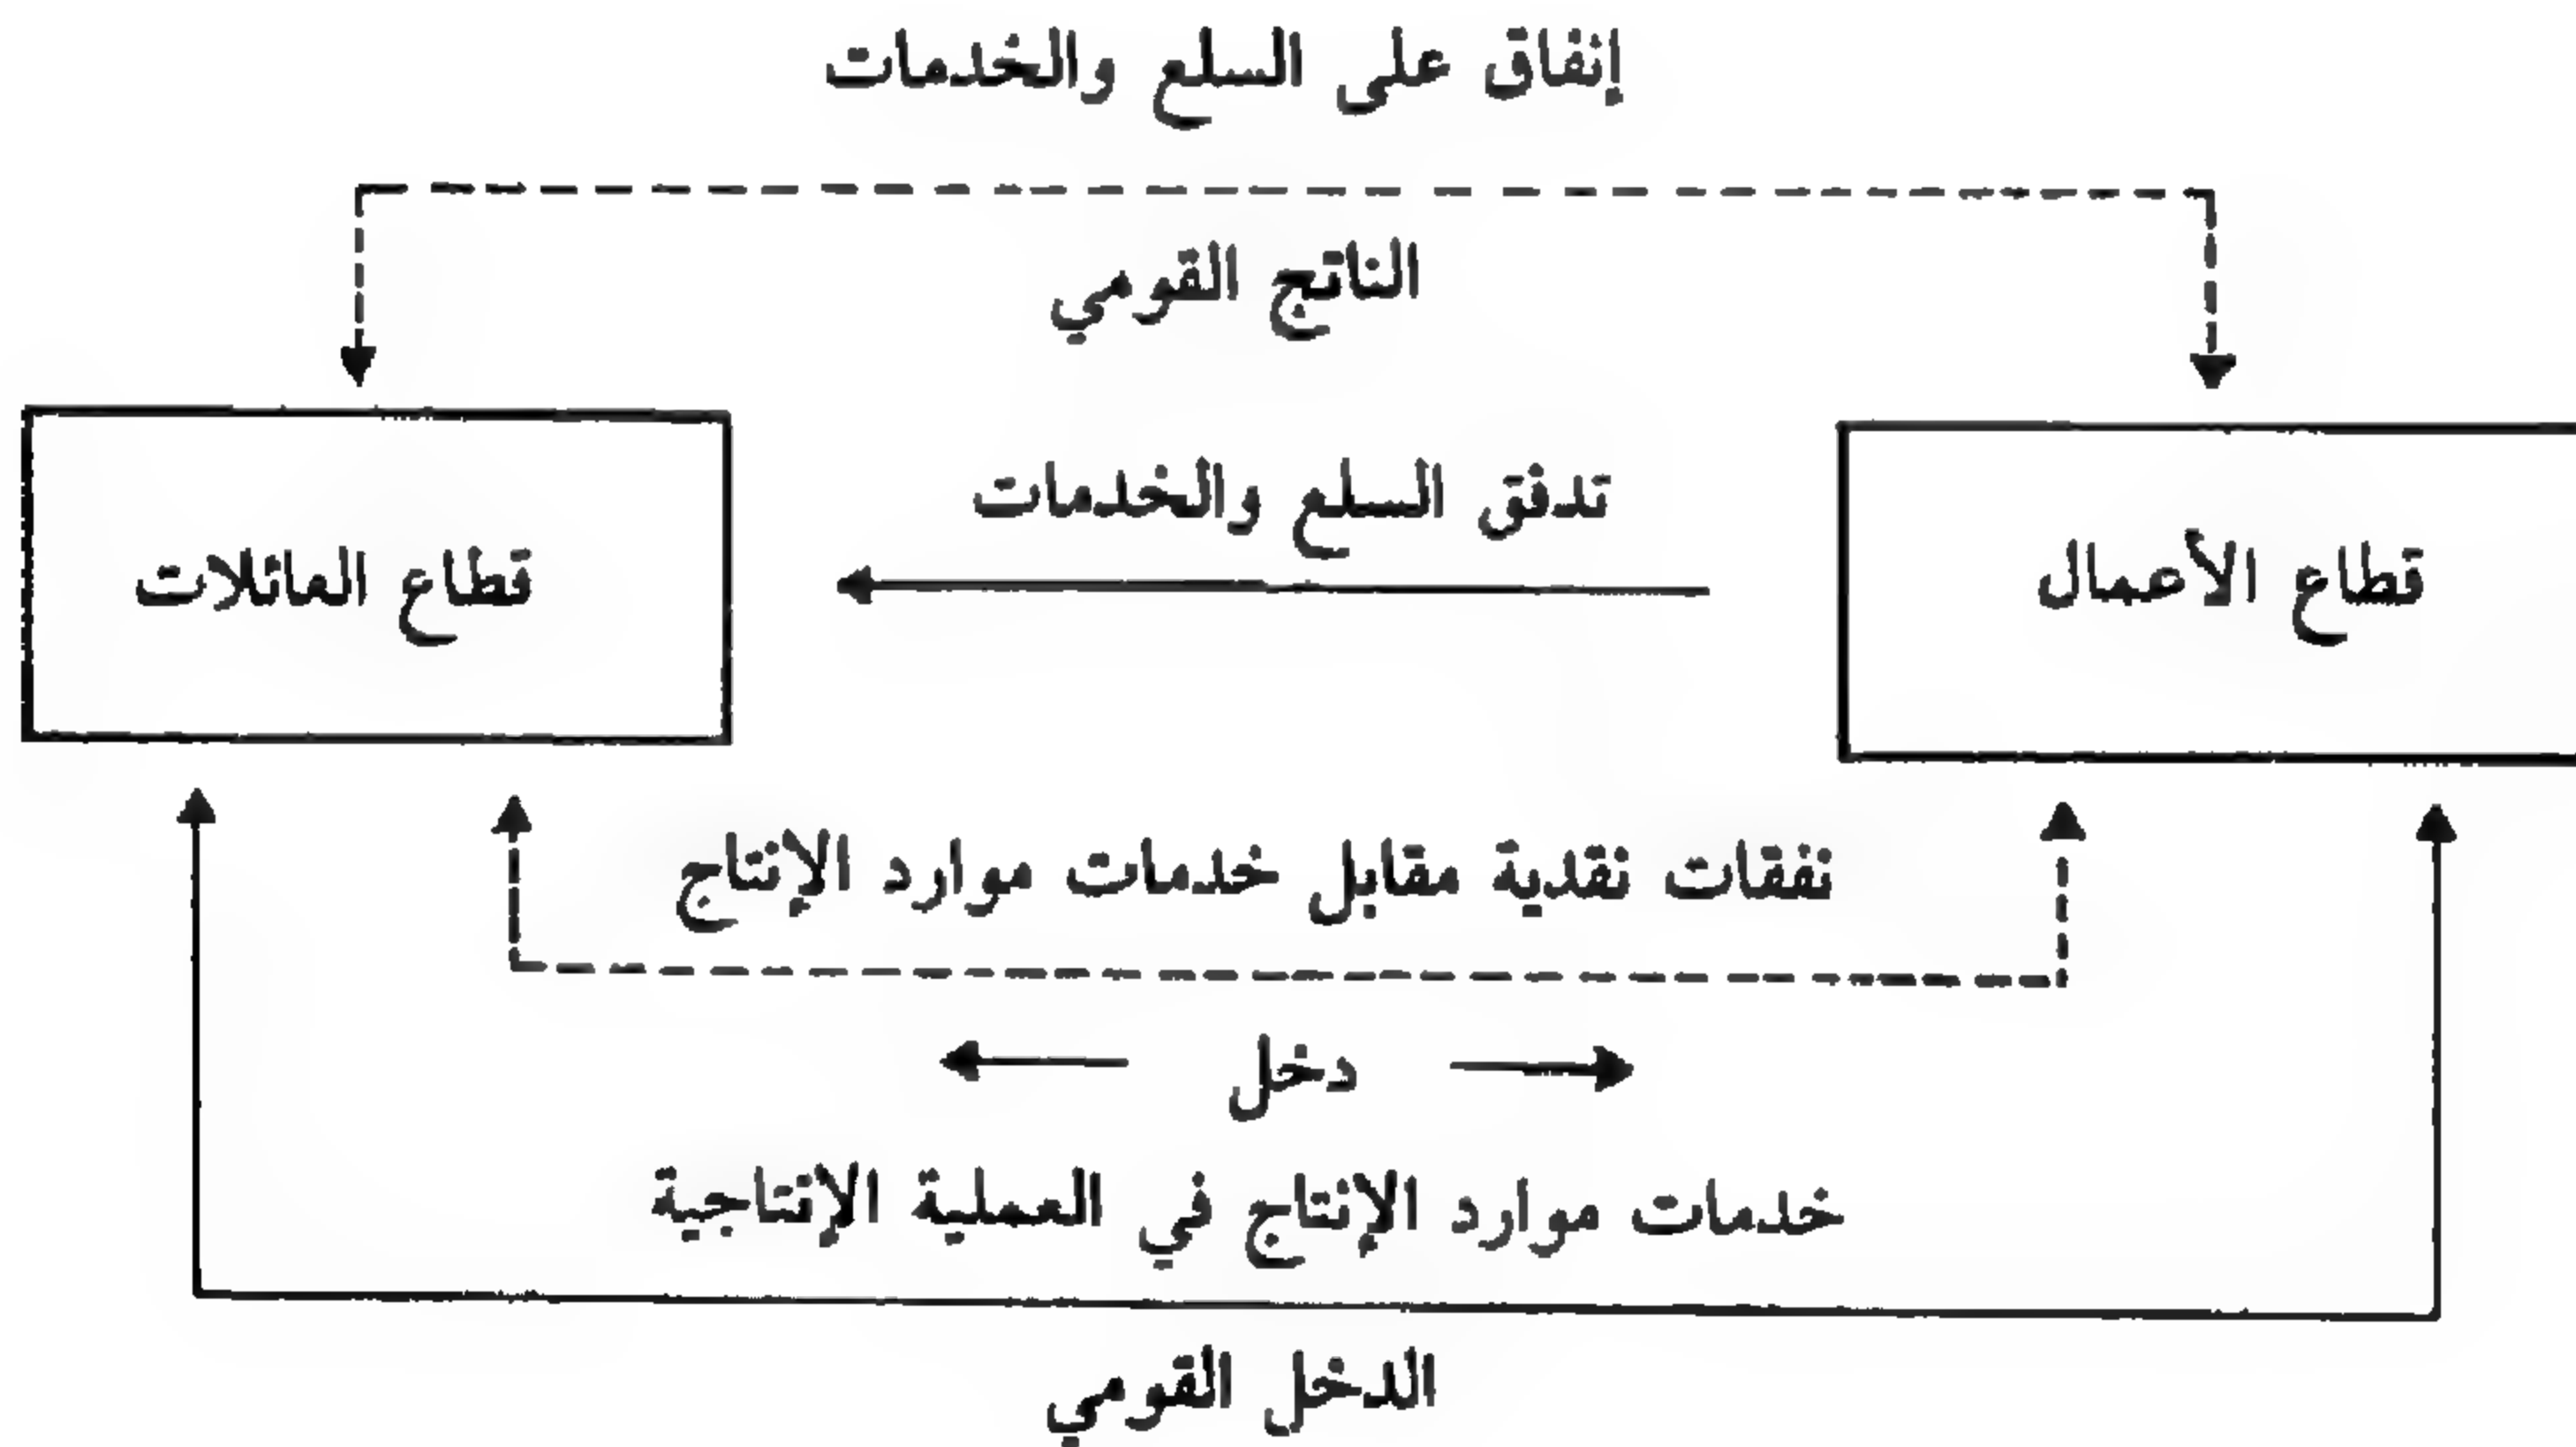 إنفاق على السلع والخدمات
الناتج القومي
تدفق السلع والخدمات
قطاع الأعمال
قطاع العائلات
نفقات نقدية مقابل خدمات موارد الإنتاج
دخل
خدمات موارد الإنتاج في العملية الإنتاجية
الدخل القومي